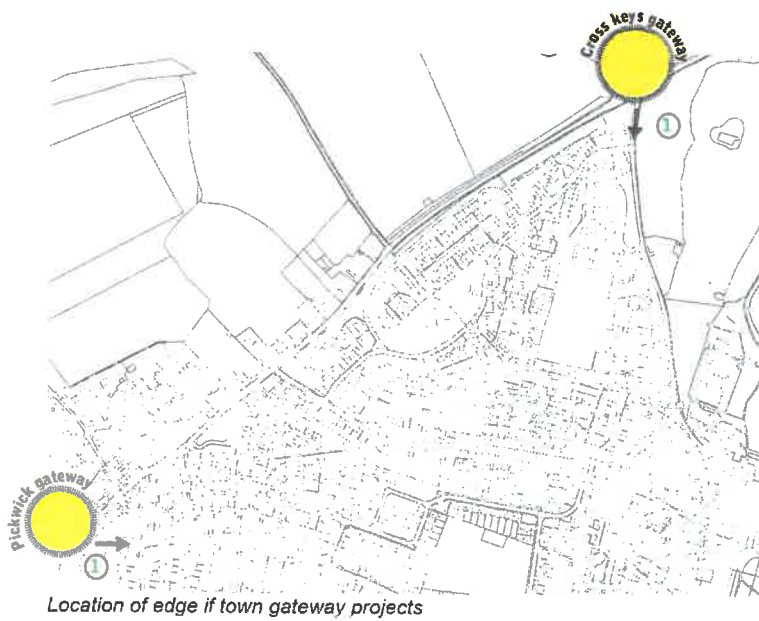 Cross keys gateway
1
Pickwick gateway
1
Location of edge if town gateway projects